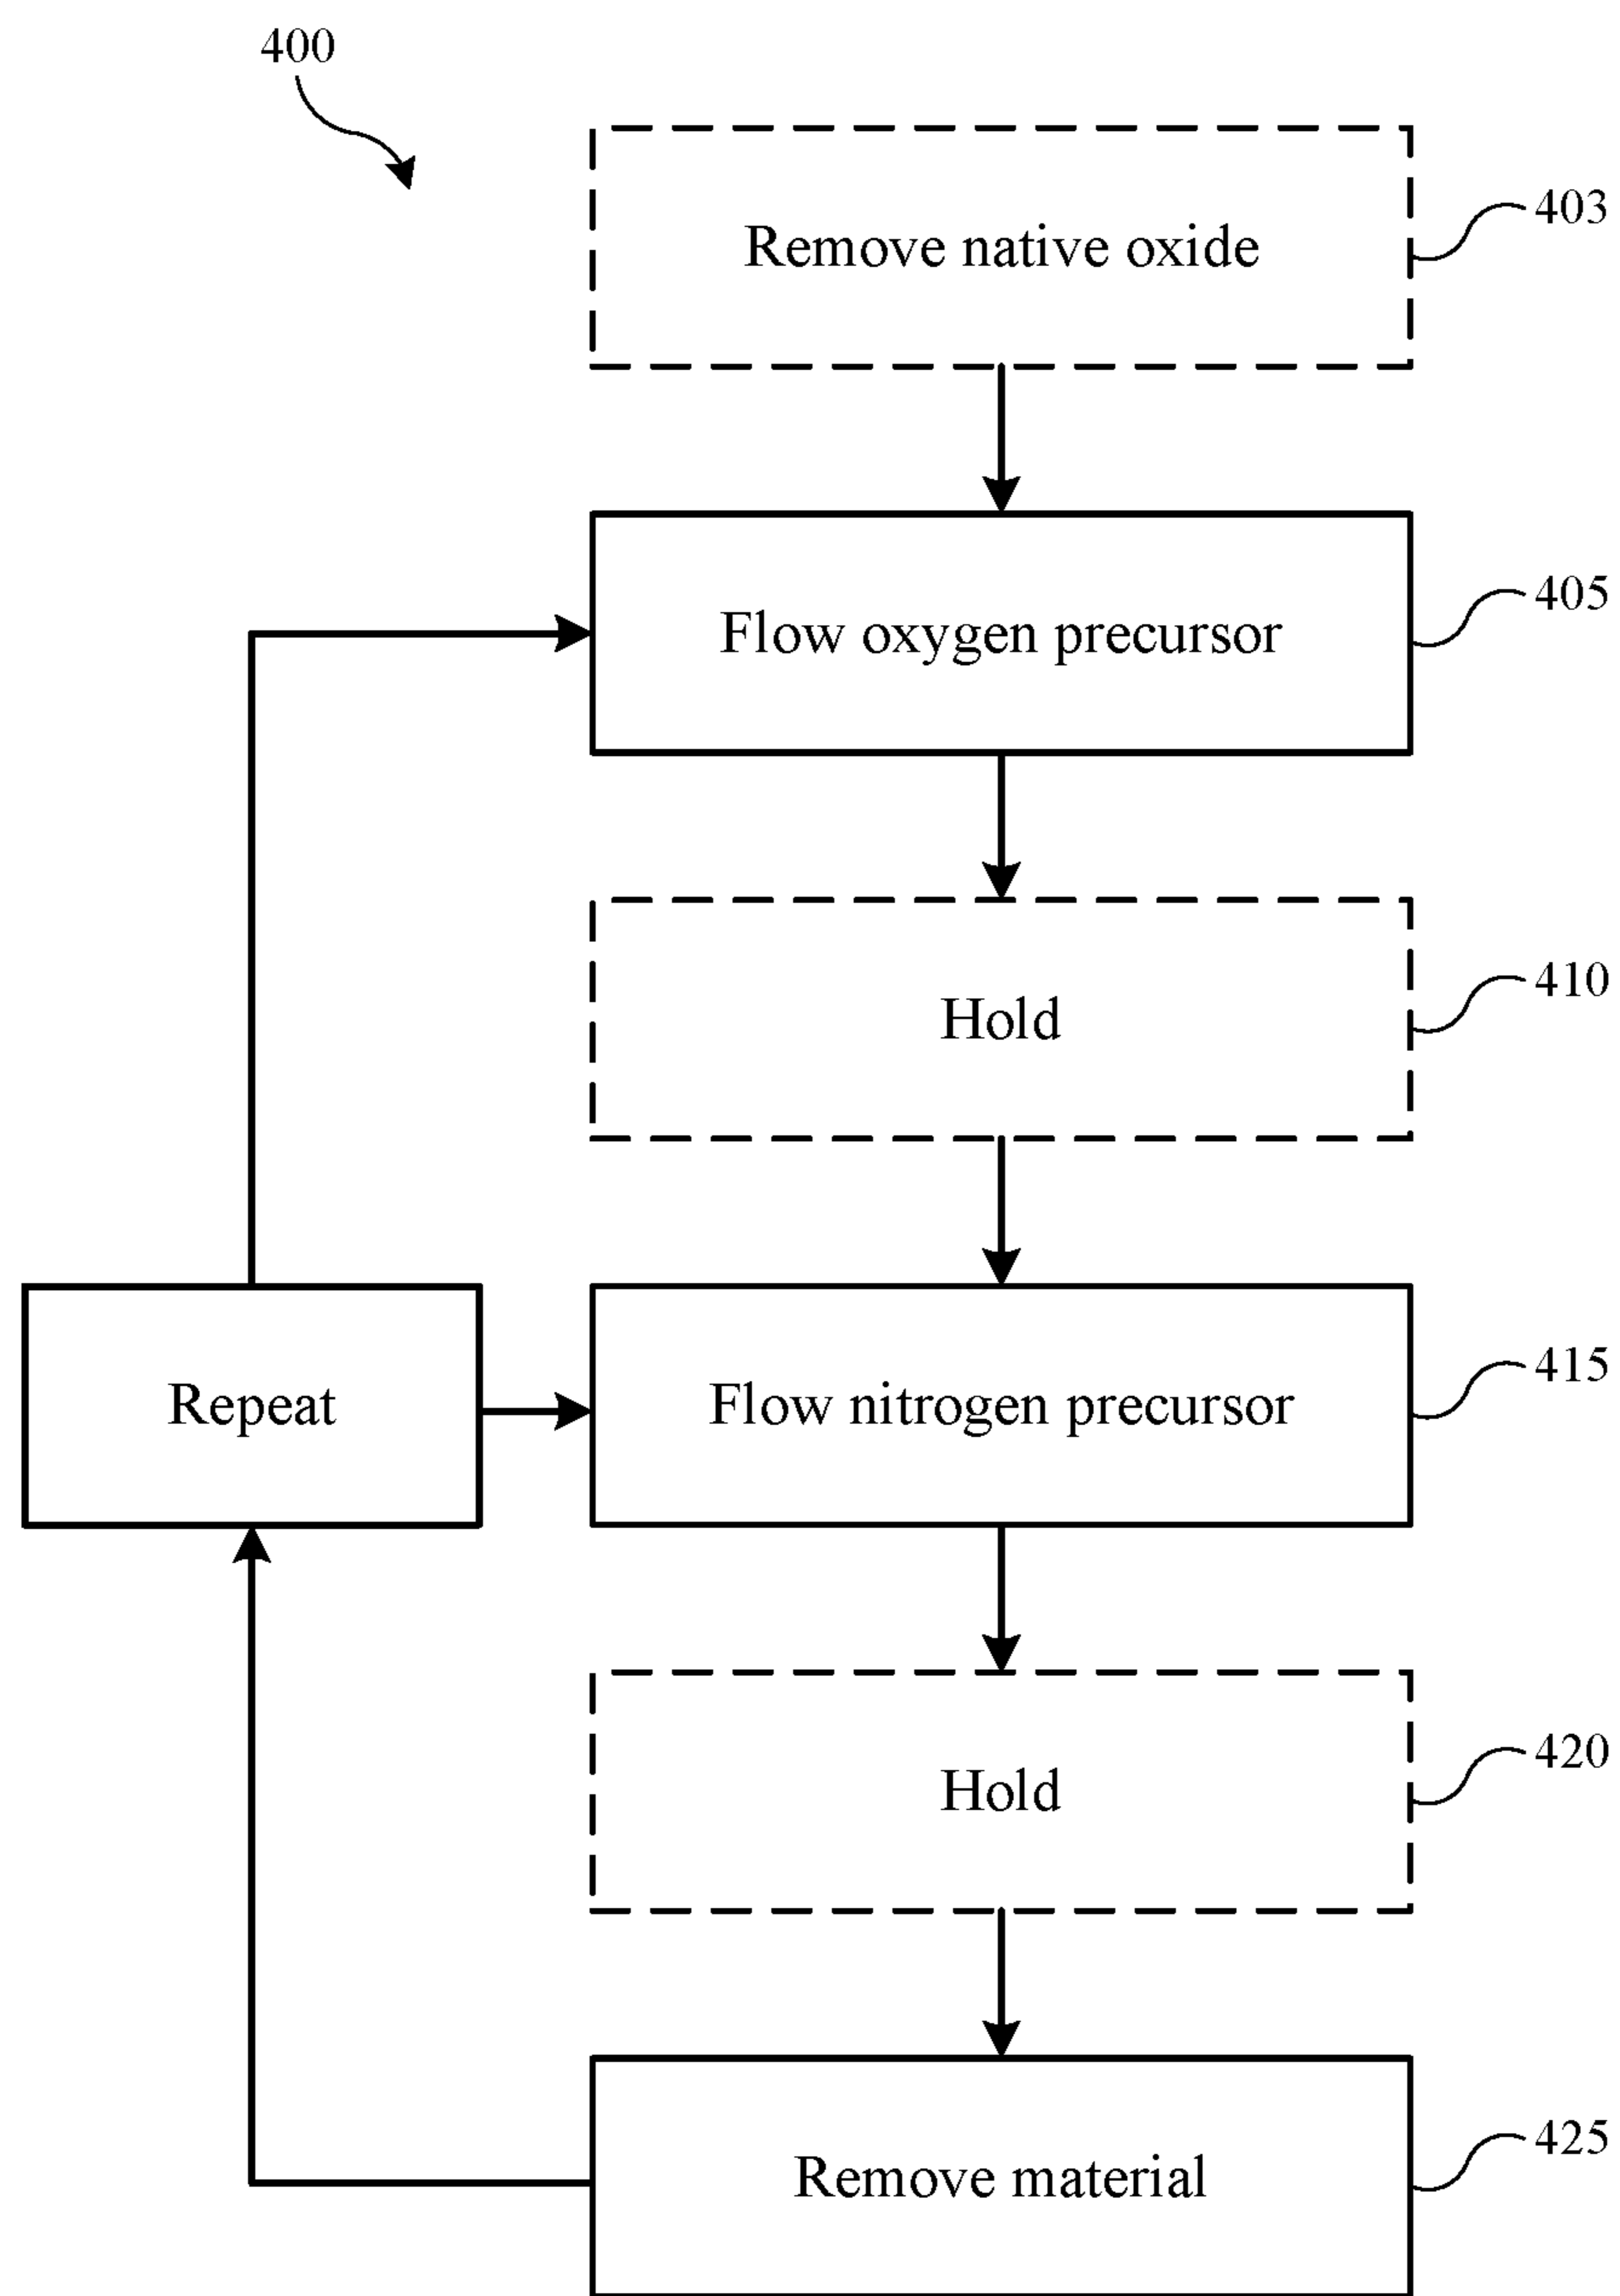 400
Remove native oxide
403
Flow oxygen precursor
405
Hold
410
Repeat
Flow nitrogen precursor
415
Hold
420
Remove material
425